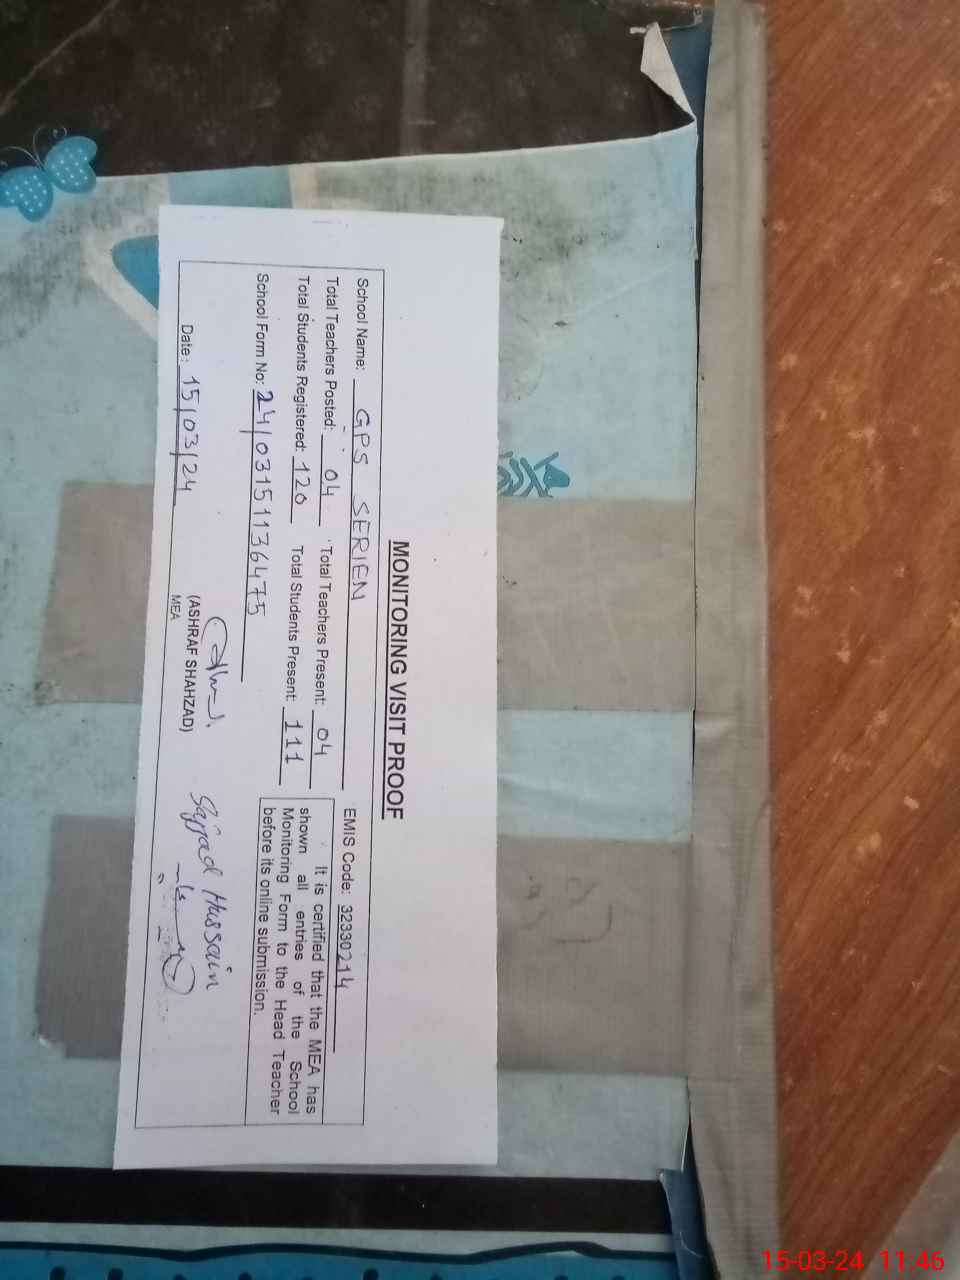 MONITORING VISIT PROOF
School Name: GPS SERIEN EMIS Code: 32330214
Total Teachers Posted: 04 Total Teachers Present: 04
Total Students Registered: 120 Total Students Present: 111
School Form No: 24/03151136475
It is certified that the MEA has
shown all entries of the School
Monitoring Form to the Head Teacher
before its online submission.
Date: 15/03/24
(ASHRAF SHAHZAD)
MEA
Sajjad Hussain
15-03-24 11:46